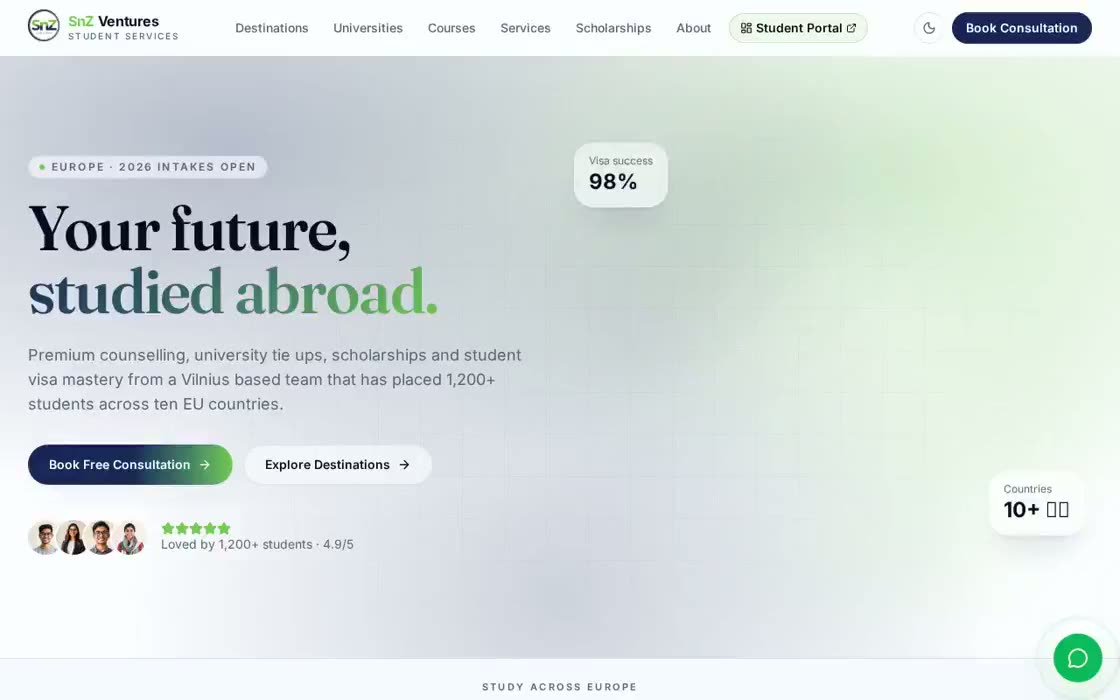 SnZ
SnZ Ventures
STUDENT SERVICES
Destinations
Universities
Courses
Services
Scholarships
About
Student Portal
Book Consultation
EUROPE · 2026 INTAKES OPEN
Your future,
studied abroad.
Premium counselling, university tie ups, scholarships and student
visa mastery from a Vilnius based team that has placed 1,200+
students across ten EU countries.
Book Free Consultation →
Explore Destinations →
Loved by 1,200+ students · 4.9/5
Visa success
98%
Countries
10+
STUDY ACROSS EUROPE